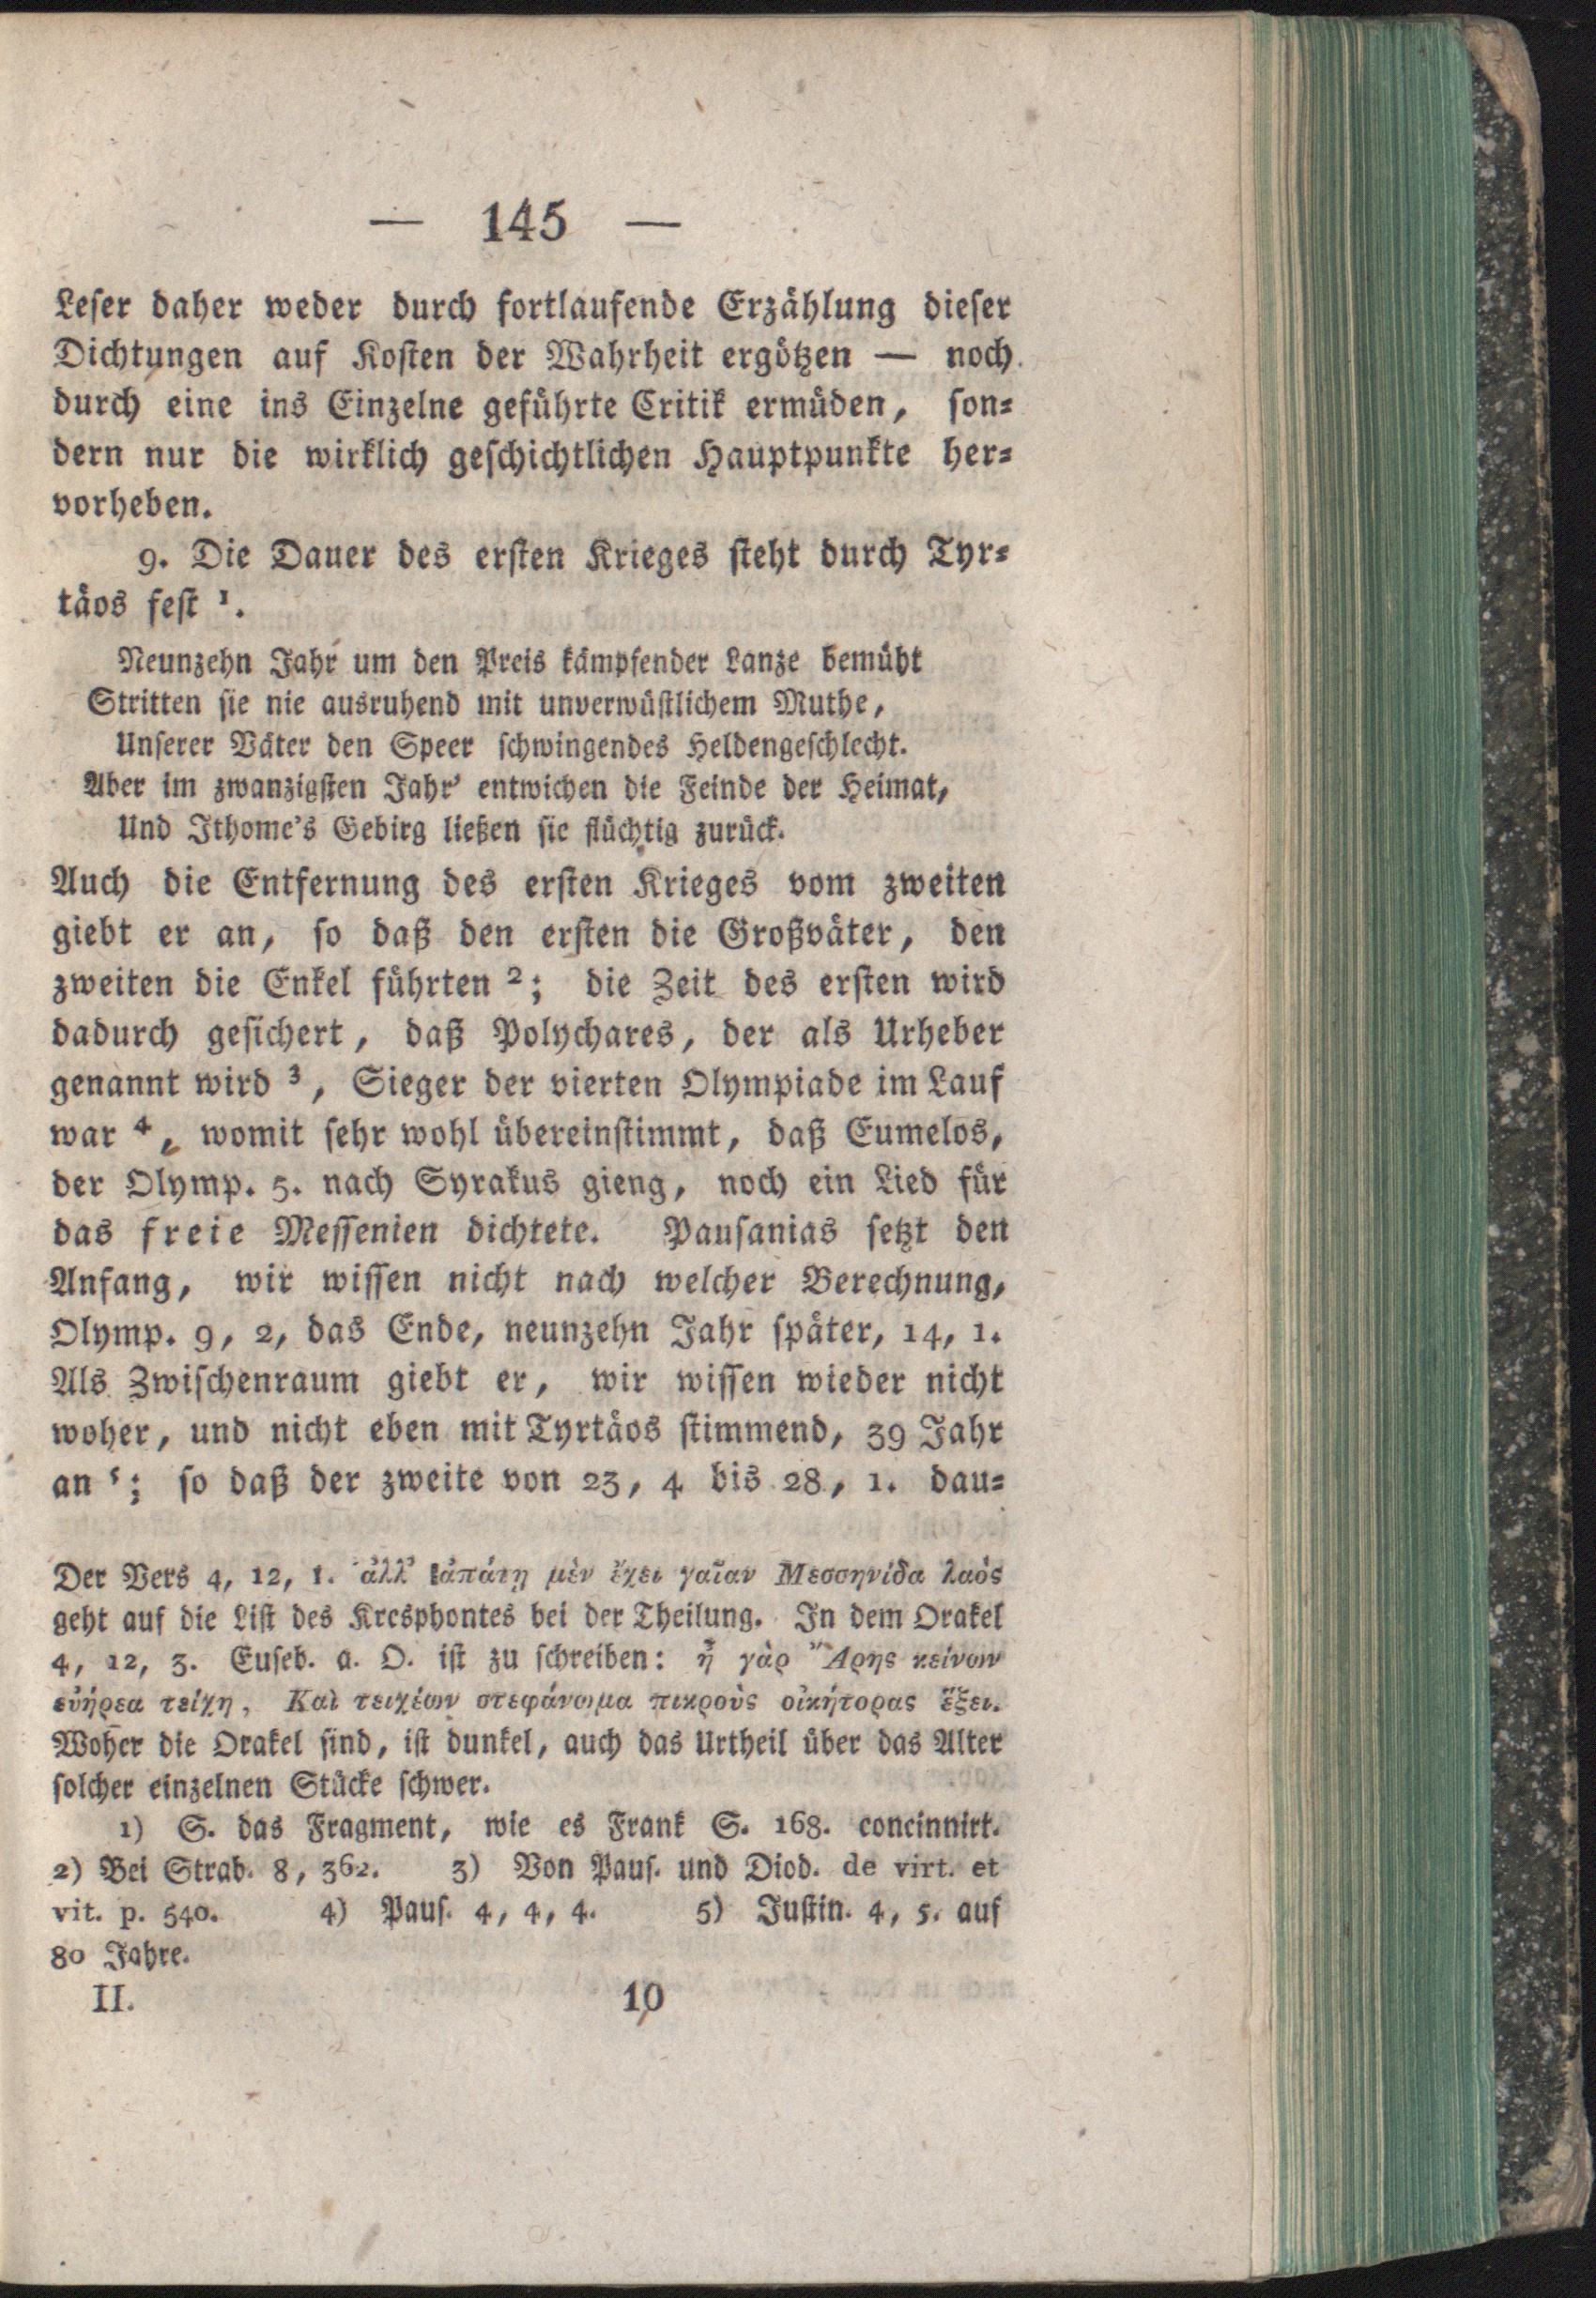 — 145 —
Leser daher weder durch fortlaufende Erzählung dieser
Dichtungen auf Kosten der Wahrheit ergötzen — noch
durch eine ins Einzelne geführte Critik ermüden, son-
dern nur die wirklich geschichtlichen Hauptpunkte her-
vorheben.
9. Die Dauer des ersten Krieges steht durch Tyr-
täos fest ¹.
Neunzehn Jahr um den Preis kämpfender Lanze bemüht
Stritten sie nie ausruhend mit unverwüstlichem Muthe,
Unserer Väter den Speer schwingendes Heldengeschlecht.
Aber im zwanzigsten Jahr' entwichen die Feinde der Heimat,
Und Ithome's Gebirg ließen sie flüchtig zurück.
Auch die Entfernung des ersten Krieges vom zweiten
giebt er an, so daß den ersten die Großväter, den
zweiten die Enkel führten ²; die Zeit des ersten wird
dadurch gesichert, daß Polychares, der als Urheber
genannt wird ³, Sieger der vierten Olympiade im Lauf
war ⁴, womit sehr wohl übereinstimmt, daß Eumelos,
der Olymp. 5. nach Syrakus gieng, noch ein Lied für
das freie Messenien dichtete. Pausanias setzt den
Anfang, wir wissen nicht nach welcher Berechnung,
Olymp. 9, 2, das Ende, neunzehn Jahr später, 14, 1.
Als Zwischenraum giebt er, wir wissen wieder nicht
woher, und nicht eben mit Tyrtäos stimmend, 39 Jahr
an ⁵; so daß der zweite von 23, 4 bis 28, 1. dau-
Der Vers 4, 12, 1. ἀλλ' ἀπάτῃ μὲν ἔχει γαῖαν Μεσσηνίδα λαός
geht auf die List des Kresphontes bei der Theilung. In dem Orakel
4, 12, 3. Euseb. a. O. ist zu schreiben: ἦ γὰρ Ἄρης κείνων
εὐήρεα τείχη, Καὶ τειχέων στεφάνωμα πικροὺς οἰκήτορας ἕξει.
Woher die Orakel sind, ist dunkel, auch das Urtheil über das Alter
solcher einzelnen Stücke schwer.
1) S. das Fragment, wie es Frank S. 168. concinnirt.
2) Bei Strab. 8, 362. 3) Von Paus. und Diod. de virt. et
vit. p. 540. 4) Paus. 4, 4, 4. 5) Justin. 4, 5. auf
80 Jahre.
II. 10